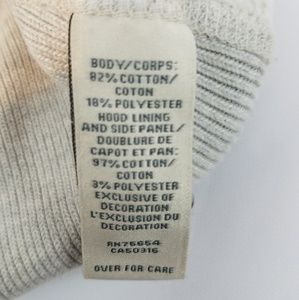 BODY/CORPS:
82% COTTON/
COTON
18% POLYESTER
HOOD LINING
AND SIDE PANEL/
DOUBLURE DE
CAPOT ET PAN:
97% COTTON/
COTON
3% POLYESTER
EXCLUSIVE OF
DECORATION
L'EXCLUSION DU
DECORATION
RN75654
CA50316
OVER FOR CARE